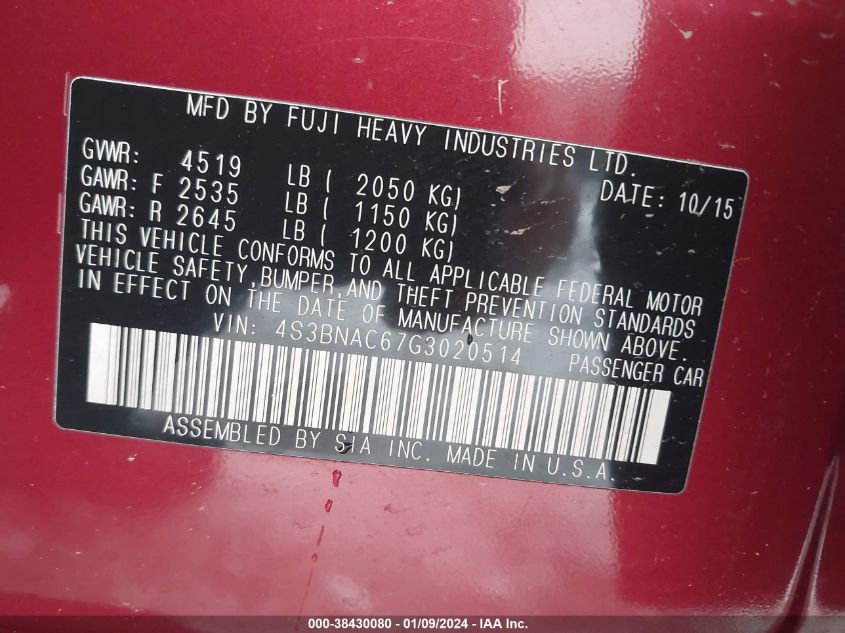 MFD BY FUJI HEAVY INDUSTRIES LTD.
GVWR: 4519 LB ( 2050 KG) DATE: 10/15
GAWR: F 2535 LB ( 1150 KG)
GAWR: R 2645 LB ( 1200 KG)
THIS VEHICLE CONFORMS TO ALL APPLICABLE FEDERAL MOTOR
VEHICLE SAFETY, BUMPER, AND THEFT PREVENTION STANDARDS
IN EFFECT ON THE DATE OF MANUFACTURE SHOWN ABOVE.
VIN: 4S3BNAC67G3020514 PASSENGER CAR
ASSEMBLED BY SIA INC. MADE IN U.S.A.
000-38430080 - 01/09/2024 - IAA Inc.